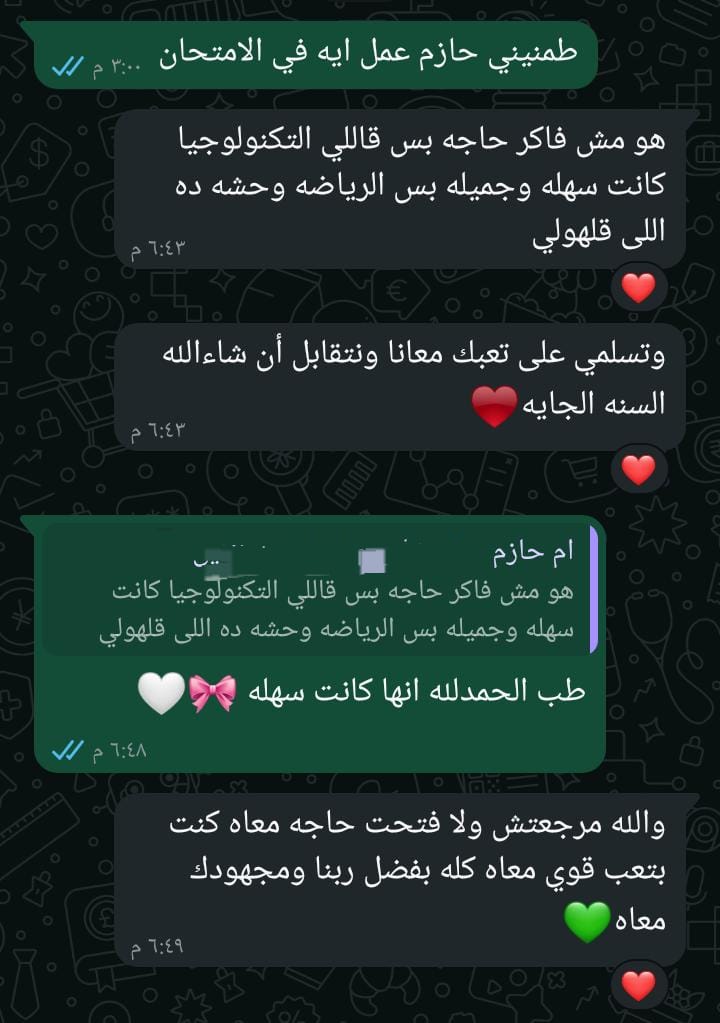 طمنيني حازم عمل ايه في الامتحان
٣:٠٠ م
هو مش فاكر حاجه بس قاللي التكنولوجيا
كانت سهله وجميله بس الرياضه وحشه ده
اللى قلهولي
٦:٤٣ م
❤️
وتسلمي على تعبك معانا ونتقابل أن شاءالله
السنه الجايه♥️
٦:٤٣ م
❤️
ام حازم
هو مش فاكر حاجه بس قاللي التكنولوجيا كانت
سهله وجميله بس الرياضه وحشه ده اللى قلهولي
طب الحمدلله انها كانت سهله 🎀🤍
٦:٤٨ م
والله مرجعتش ولا فتحت حاجه معاه كنت
بتعب قوي معاه كله بفضل ربنا ومجهودك
معاه💚
٦:٤٩ م
❤️